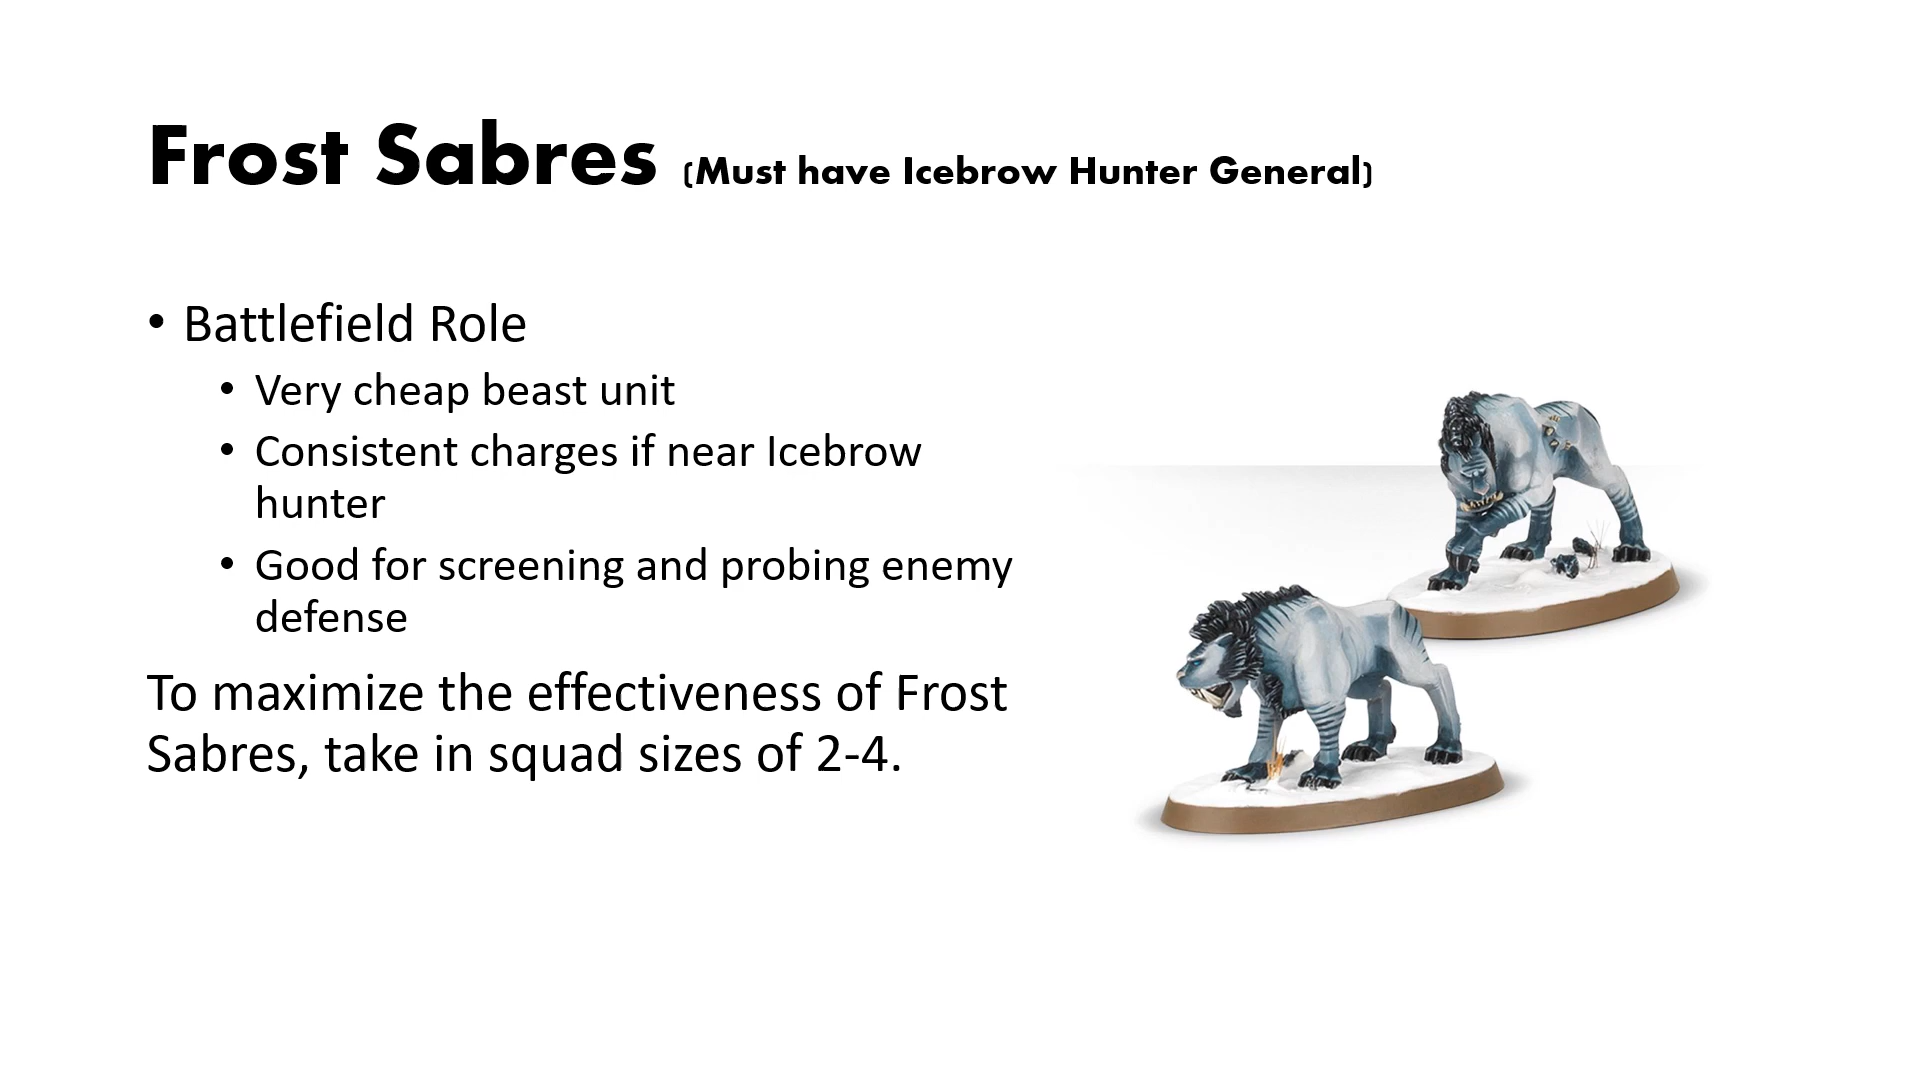 Frost Sabres (Must have Icebrow Hunter General)
• Battlefield Role
• Very cheap beast unit
• Consistent charges if near Icebrow
hunter
• Good for screening and probing enemy
defense
To maximize the effectiveness of Frost
Sabres, take in squad sizes of 2-4.